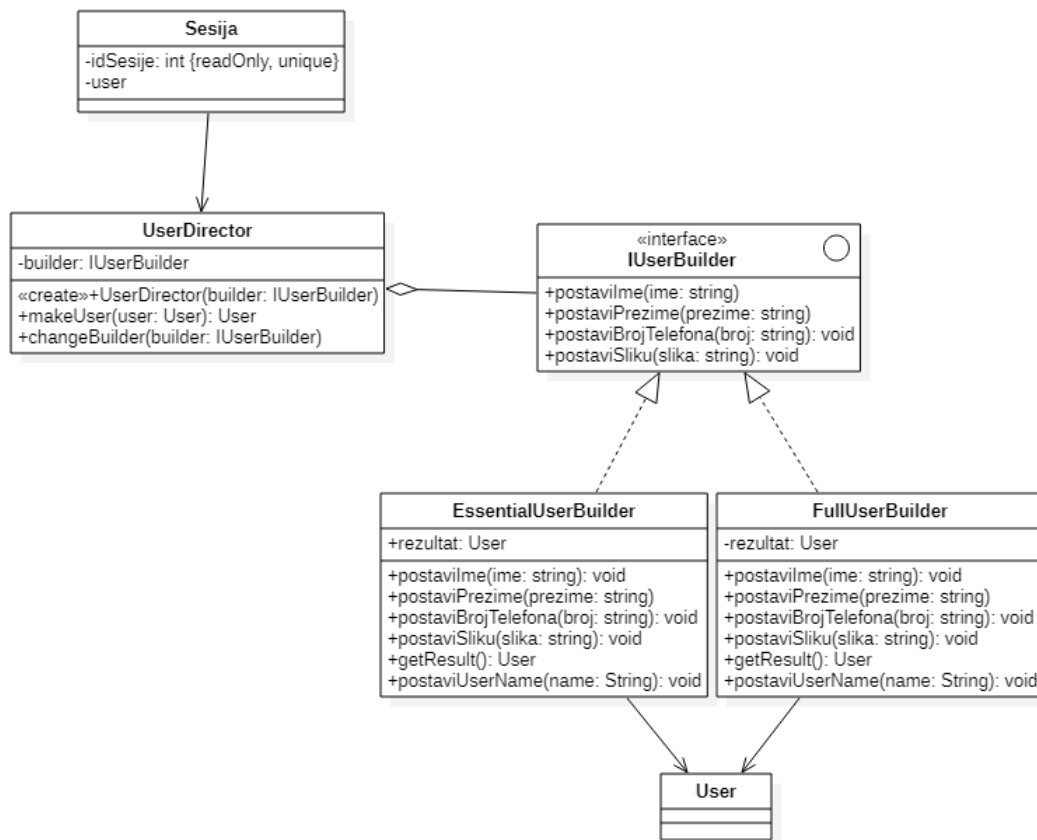 Sesija
-idSesije: int {readOnly, unique}
-user
UserDirector
-builder: IUserBuilder
«create»+UserDirector(builder: IUserBuilder)
+makeUser(user: User): User
+changeBuilder(builder: IUserBuilder)
«interface»
IUserBuilder
+postaviIme(ime: string)
+postaviPrezime(prezime: string)
+postaviBrojTelefona(broj: string): void
+postaviSliku(slika: string): void
EssentialUserBuilder
+rezultat: User
+postaviIme(ime: string): void
+postaviPrezime(prezime: string)
+postaviBrojTelefona(broj: string): void
+postaviSliku(slika: string): void
+getResult(): User
+postaviUserName(name: String): void
FullUserBuilder
-rezultat: User
+postaviIme(ime: string): void
+postaviPrezime(prezime: string)
+postaviBrojTelefona(broj: string): void
+postaviSliku(slika: string): void
+getResult(): User
+postaviUserName(name: String): void
User